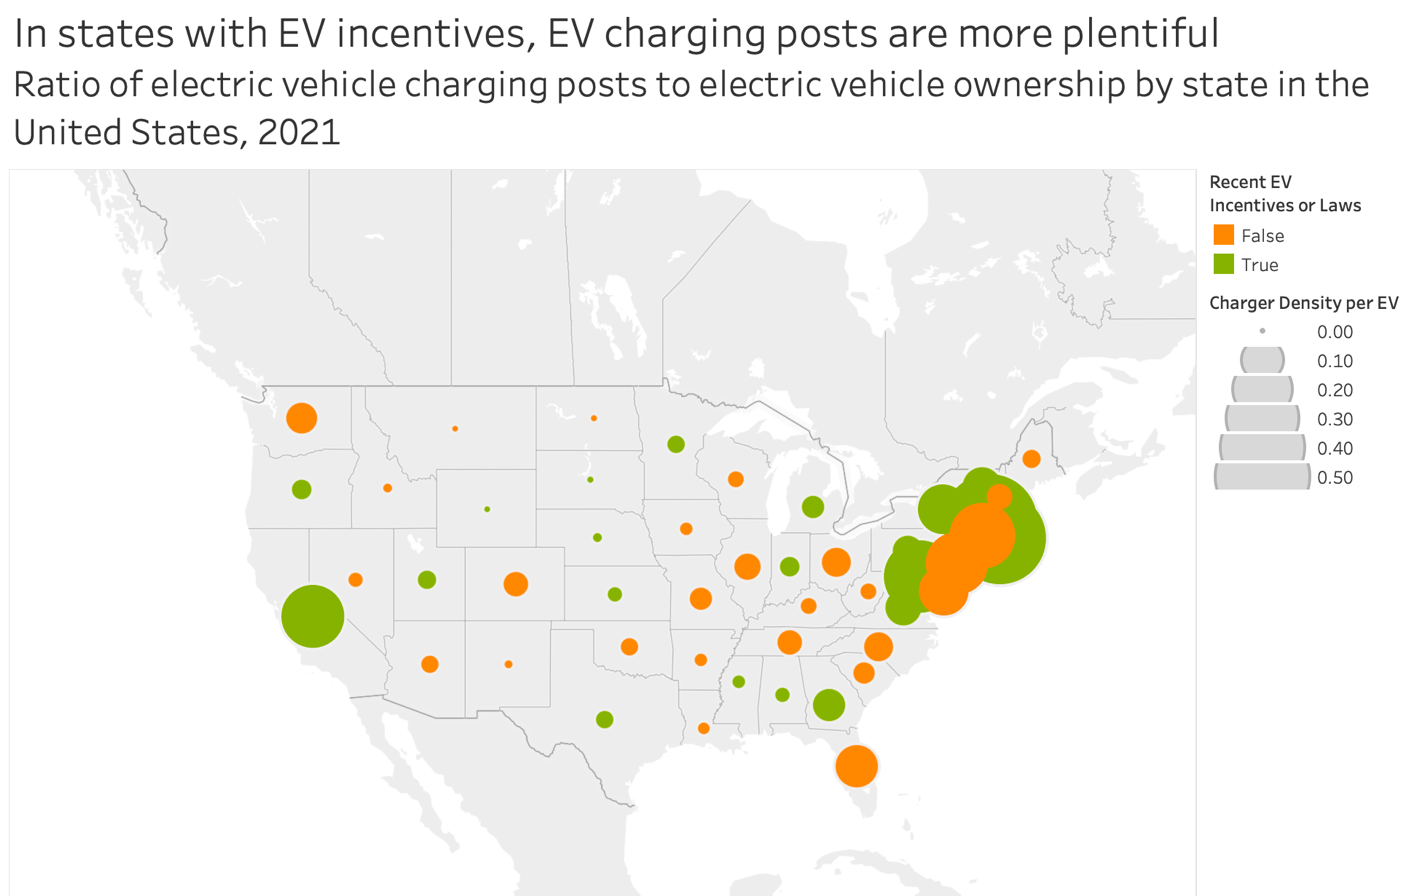 In states with EV incentives, EV charging posts are more plentiful
Ratio of electric vehicle charging posts to electric vehicle ownership by state in the
United States, 2021
Recent EV
Incentives or Laws
False
True
Charger Density per EV
0.00
0.10
0.20
0.30
0.40
0.50